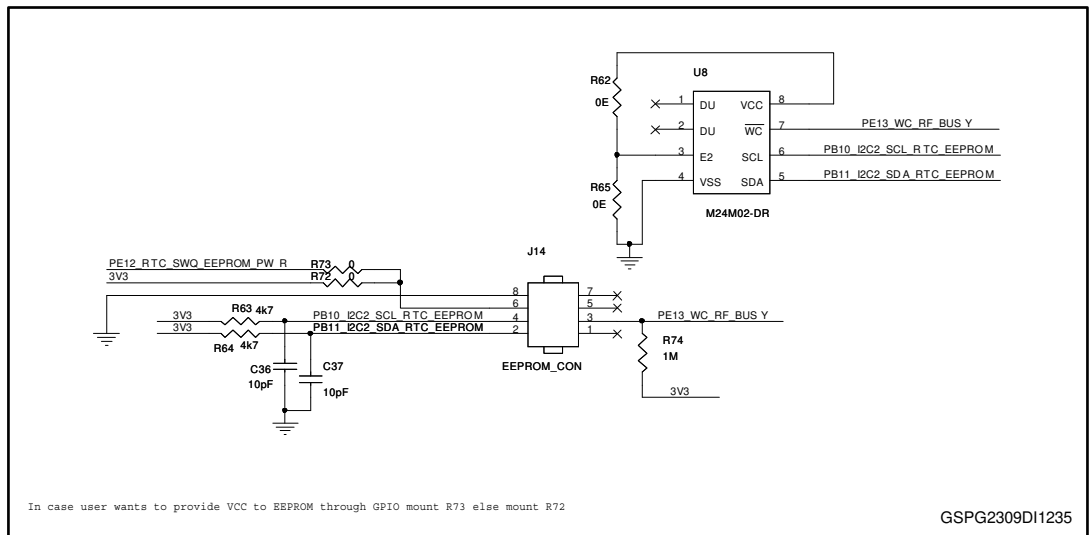 R62
0E
U8
1 DU VCC 8
2 DU WC 7 PE13_WC_RF_BUSY
3 E2 SCL 6 PB10_I2C2_SCL_RTC_EEPROM
4 VSS SDA 5 PB11_I2C2_SDA_RTC_EEPROM
R65
0E
M24M02-DR
J14
PE12_RTC_SWQ_EEPROM_PWR R73 0
3V3 R72 0
8 7
6 5
3V3 R63 4k7 PB10_I2C2_SCL_RTC_EEPROM 4 3 PE13_WC_RF_BUSY
3V3 R64 4k7 PB11_I2C2_SDA_RTC_EEPROM 2 1
R74
1M
C36
10pF
C37
10pF
EEPROM_CON
3V3
In case user wants to provide VCC to EEPROM through GPIO mount R73 else mount R72
GSPG2309DI1235